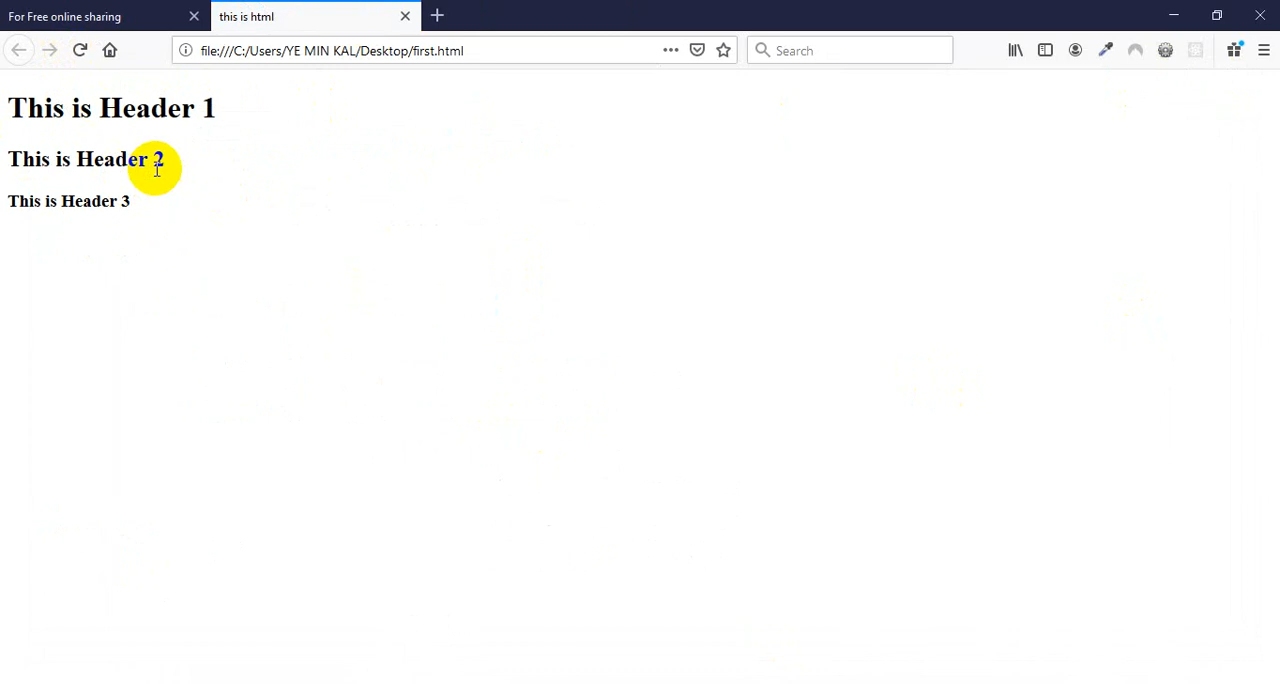 For Free online sharing
this is html
file:///C:/Users/YE MIN KAL/Desktop/first.html
Search
This is Header 1
This is Header 2
This is Header 3